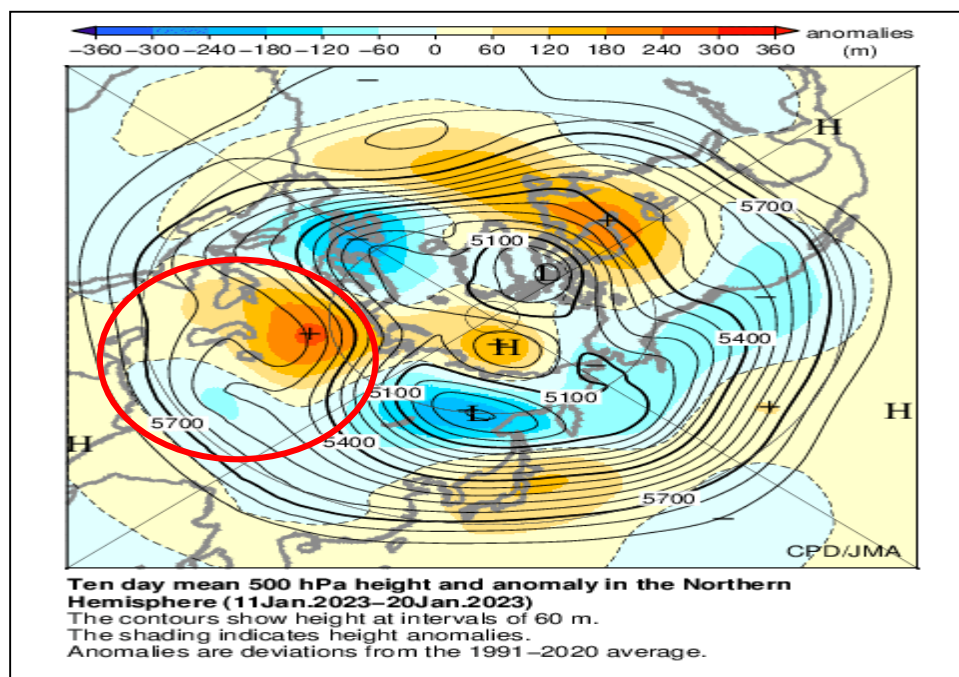 −360 −300 −240 −180 −120 −60 0 60 120 180 240 300 360 anomalies
(m)
H
5700
5100
L
+
H
5400
+
H
5100
5100
L
5700
5400
H
H
+
5700
CPD/JMA
Ten day mean 500 hPa height and anomaly in the Northern
Hemisphere (11Jan.2023−20Jan.2023)
The contours show height at intervals of 60 m.
The shading indicates height anomalies.
Anomalies are deviations from the 1991−2020 average.